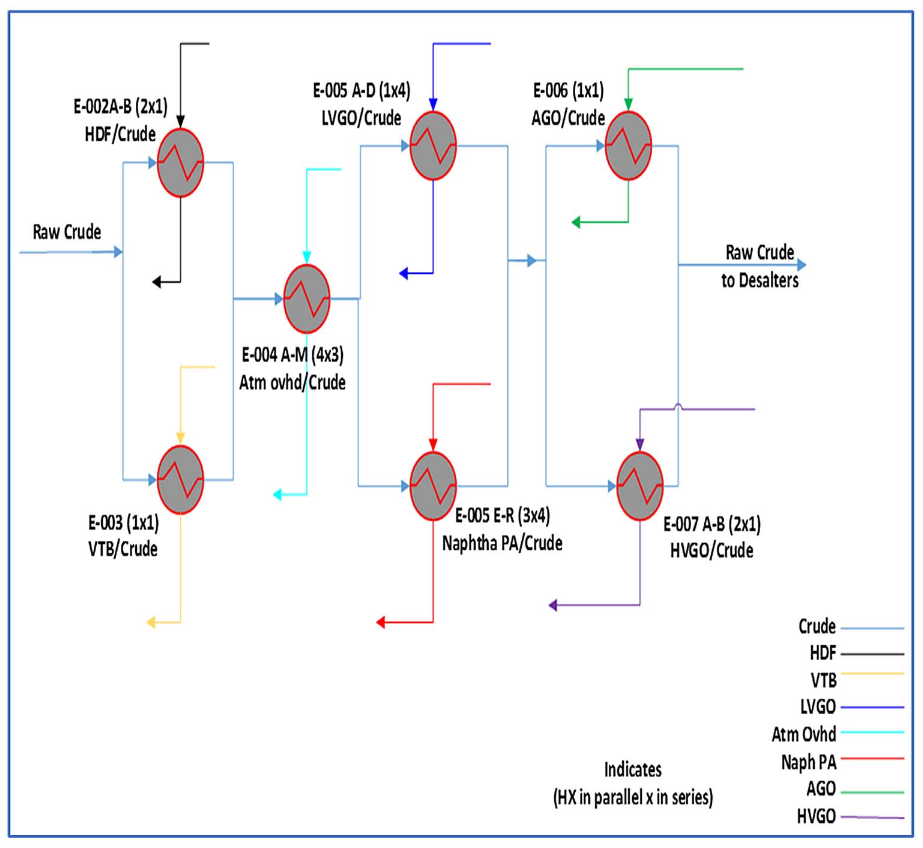 E-002A-B (2x1)
HDF/Crude
E-005 A-D (1x4)
LVGO/Crude
E-006 (1x1)
AGO/Crude
Raw Crude
Raw Crude
to Desalters
E-004 A-M (4x3)
Atm ovhd/Crude
E-003 (1x1)
VTB/Crude
E-005 E-R (3x4)
Naphtha PA/Crude
E-007 A-B (2x1)
HVGO/Crude
Crude
HDF
VTB
LVGO
Atm Ovhd
Naph PA
AGO
HVGO
Indicates
(HX in parallel x in series)